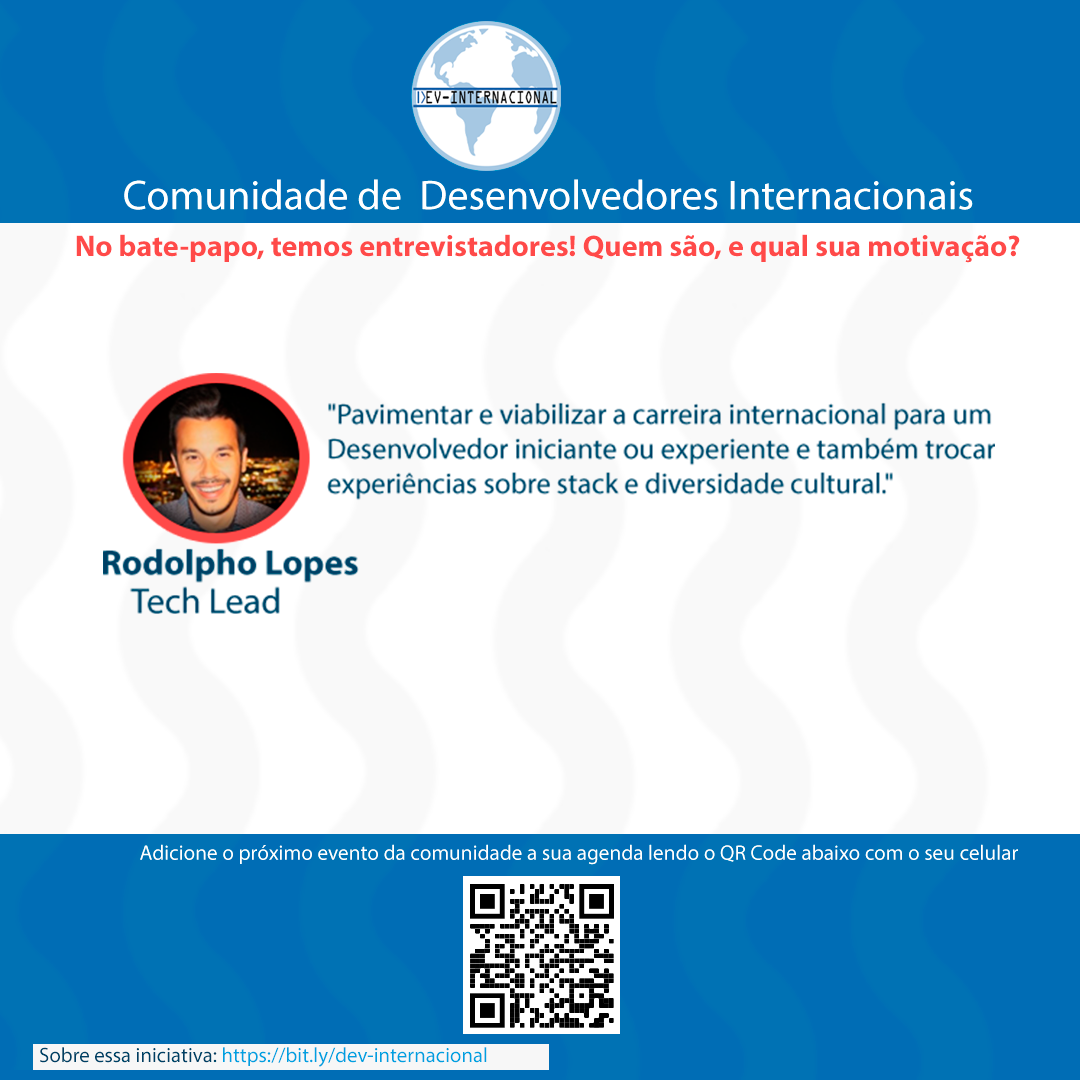 DEV-INTERNACIONAL
Comunidade de Desenvolvedores Internacionais
No bate-papo, temos entrevistadores! Quem são, e qual sua motivação?
"Pavimentar e viabilizar a carreira internacional para um
Desenvolvedor iniciante ou experiente e também trocar
experiências sobre stack e diversidade cultural."
Rodolpho Lopes
Tech Lead
Adicione o próximo evento da comunidade a sua agenda lendo o QR Code abaixo com o seu celular
Sobre essa iniciativa: https://bit.ly/dev-internacional